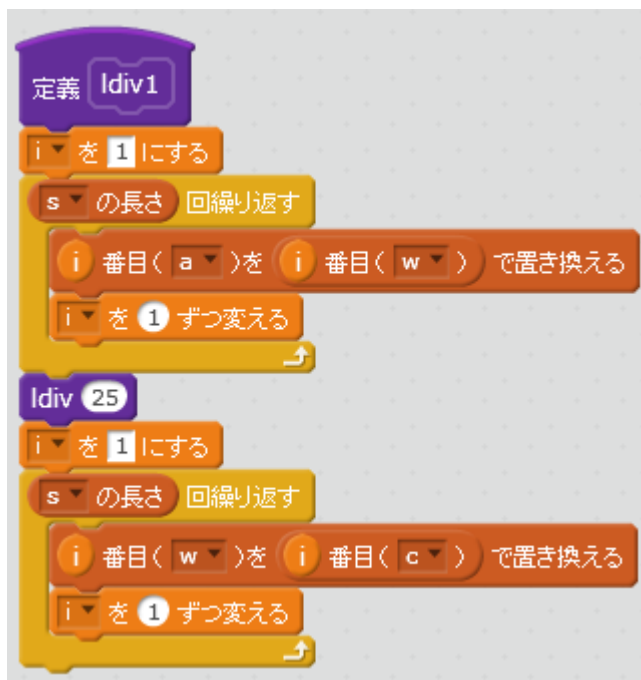 定義 ldiv1
i を 1 にする
s の長さ 回繰り返す
i 番目( a )を i 番目( w ) で置き換える
i を 1 ずつ変える
ldiv 25
i を 1 にする
s の長さ 回繰り返す
i 番目( w )を i 番目( c ) で置き換える
i を 1 ずつ変える